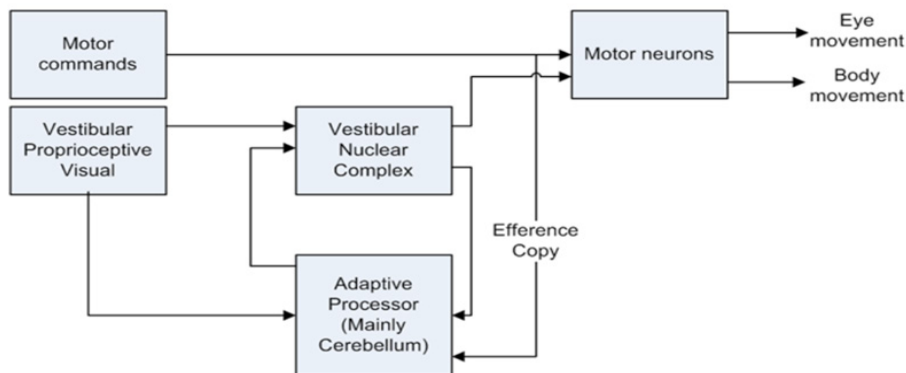 Motor
commands
Motor neurons
Eye
movement
Body
movement
Vestibular
Proprioceptive
Visual
Vestibular
Nuclear
Complex
Efference
Copy
Adaptive
Processor
(Mainly
Cerebellum)